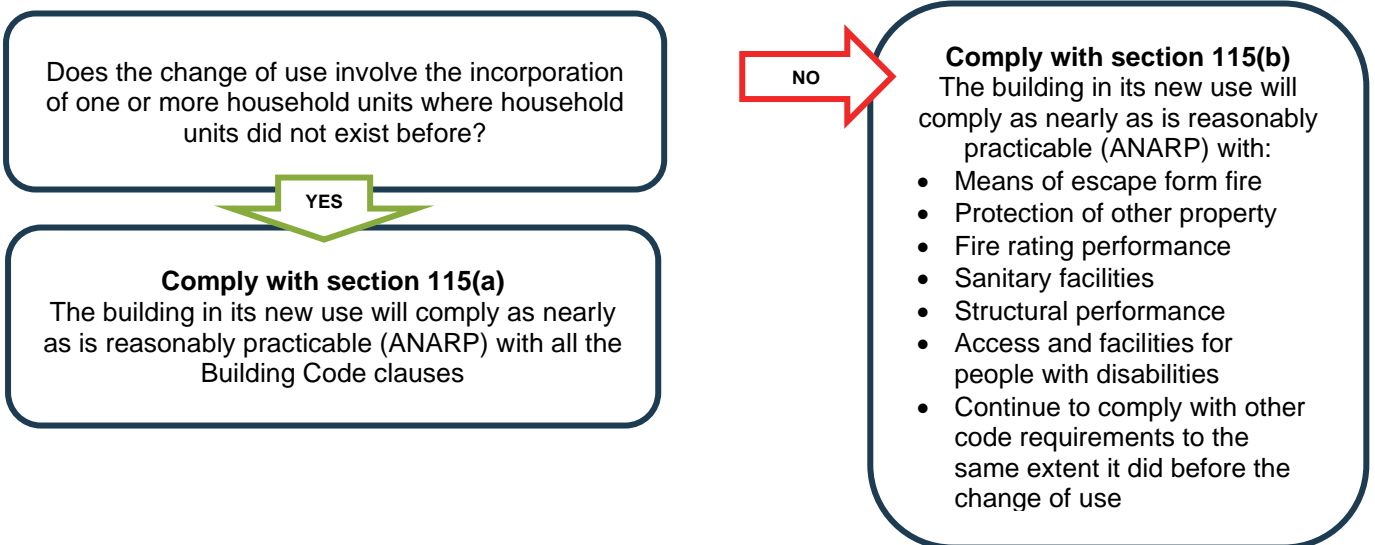 Does the change of use involve the incorporation
of one or more household units where household
units did not exist before?
YES
Comply with section 115(a)
The building in its new use will comply as nearly
as is reasonably practicable (ANARP) with all the
Building Code clauses
NO
Comply with section 115(b)
The building in its new use will
comply as nearly as is reasonably
practicable (ANARP) with:
• Means of escape form fire
• Protection of other property
• Fire rating performance
• Sanitary facilities
• Structural performance
• Access and facilities for
people with disabilities
• Continue to comply with other
code requirements to the
same extent it did before the
change of use